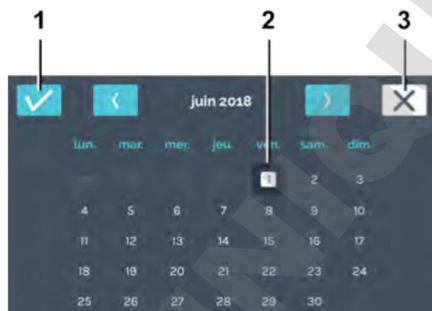 1 2 3
juin 2018
lun. mar. mer. jeu. ven. sam. dim.
1 2 3
4 5 6 7 8 9 10
11 12 13 14 15 16 17
18 19 20 21 22 23 24
25 26 27 28 29 30